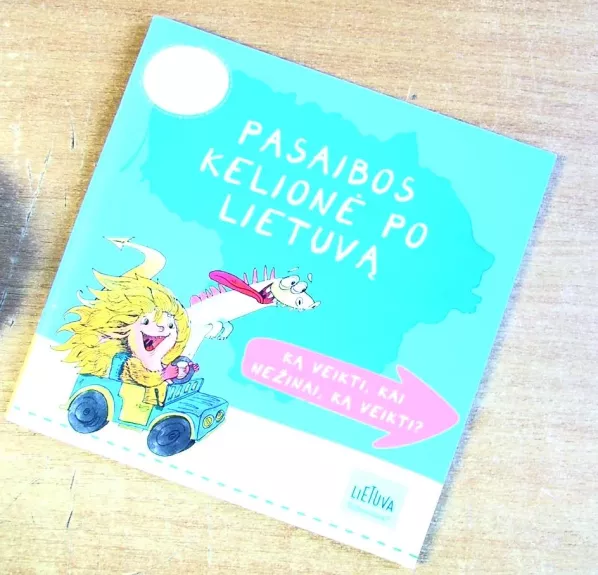 PASAIBOS
KELIONĖ PO
LIETUVĄ
KĄ VEIKTI, KAI
NEŽINAI, KĄ VEIKTI?
LIETUVA